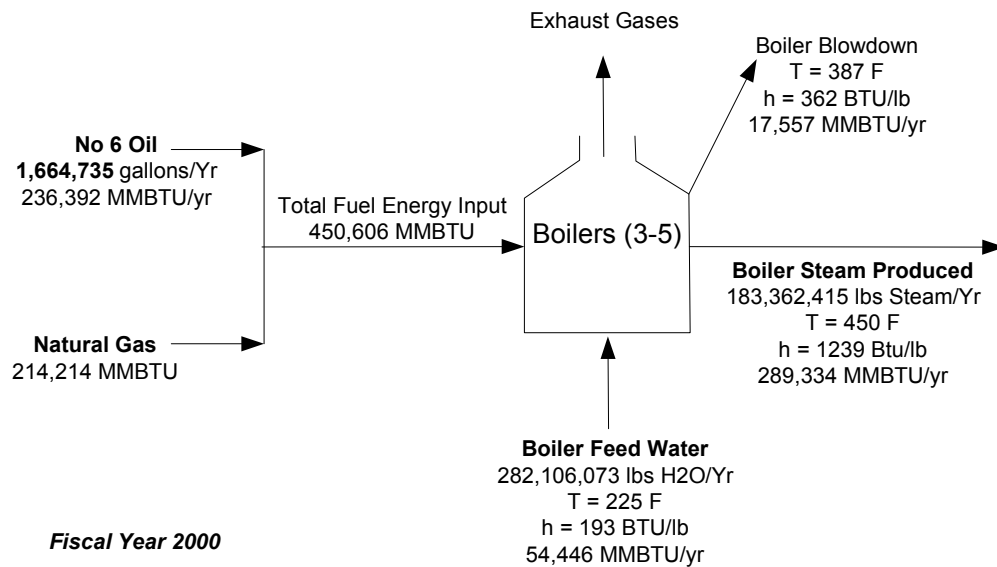 Exhaust Gases
Boiler Blowdown
T = 387 F
h = 362 BTU/lb
17,557 MMBTU/yr
No 6 Oil
1,664,735 gallons/Yr
236,392 MMBTU/yr
Total Fuel Energy Input
450,606 MMBTU
Boilers (3-5)
Boiler Steam Produced
183,362,415 lbs Steam/Yr
T = 450 F
h = 1239 Btu/lb
289,334 MMBTU/yr
Natural Gas
214,214 MMBTU
Boiler Feed Water
282,106,073 lbs H2O/Yr
T = 225 F
h = 193 BTU/lb
54,446 MMBTU/yr
Fiscal Year 2000